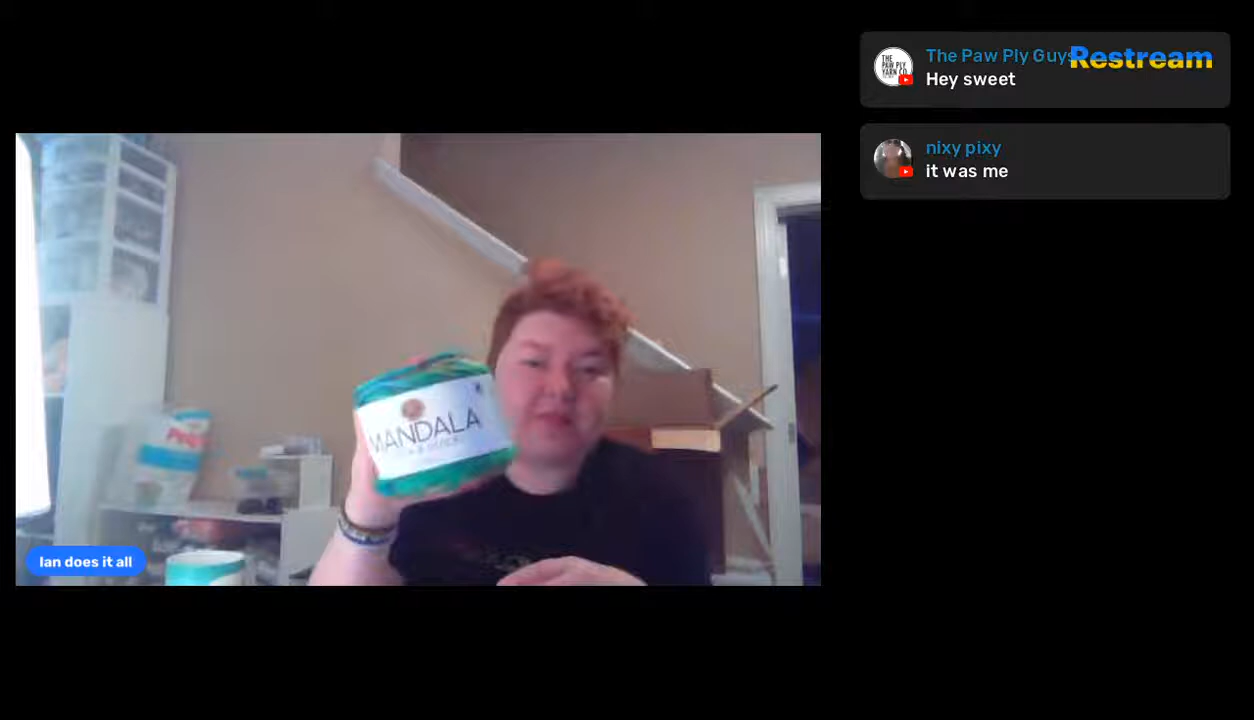 The Paw Ply Guys
Restream
Hey sweet
nixy pixy
it was me
MANDALA
Ian does it all